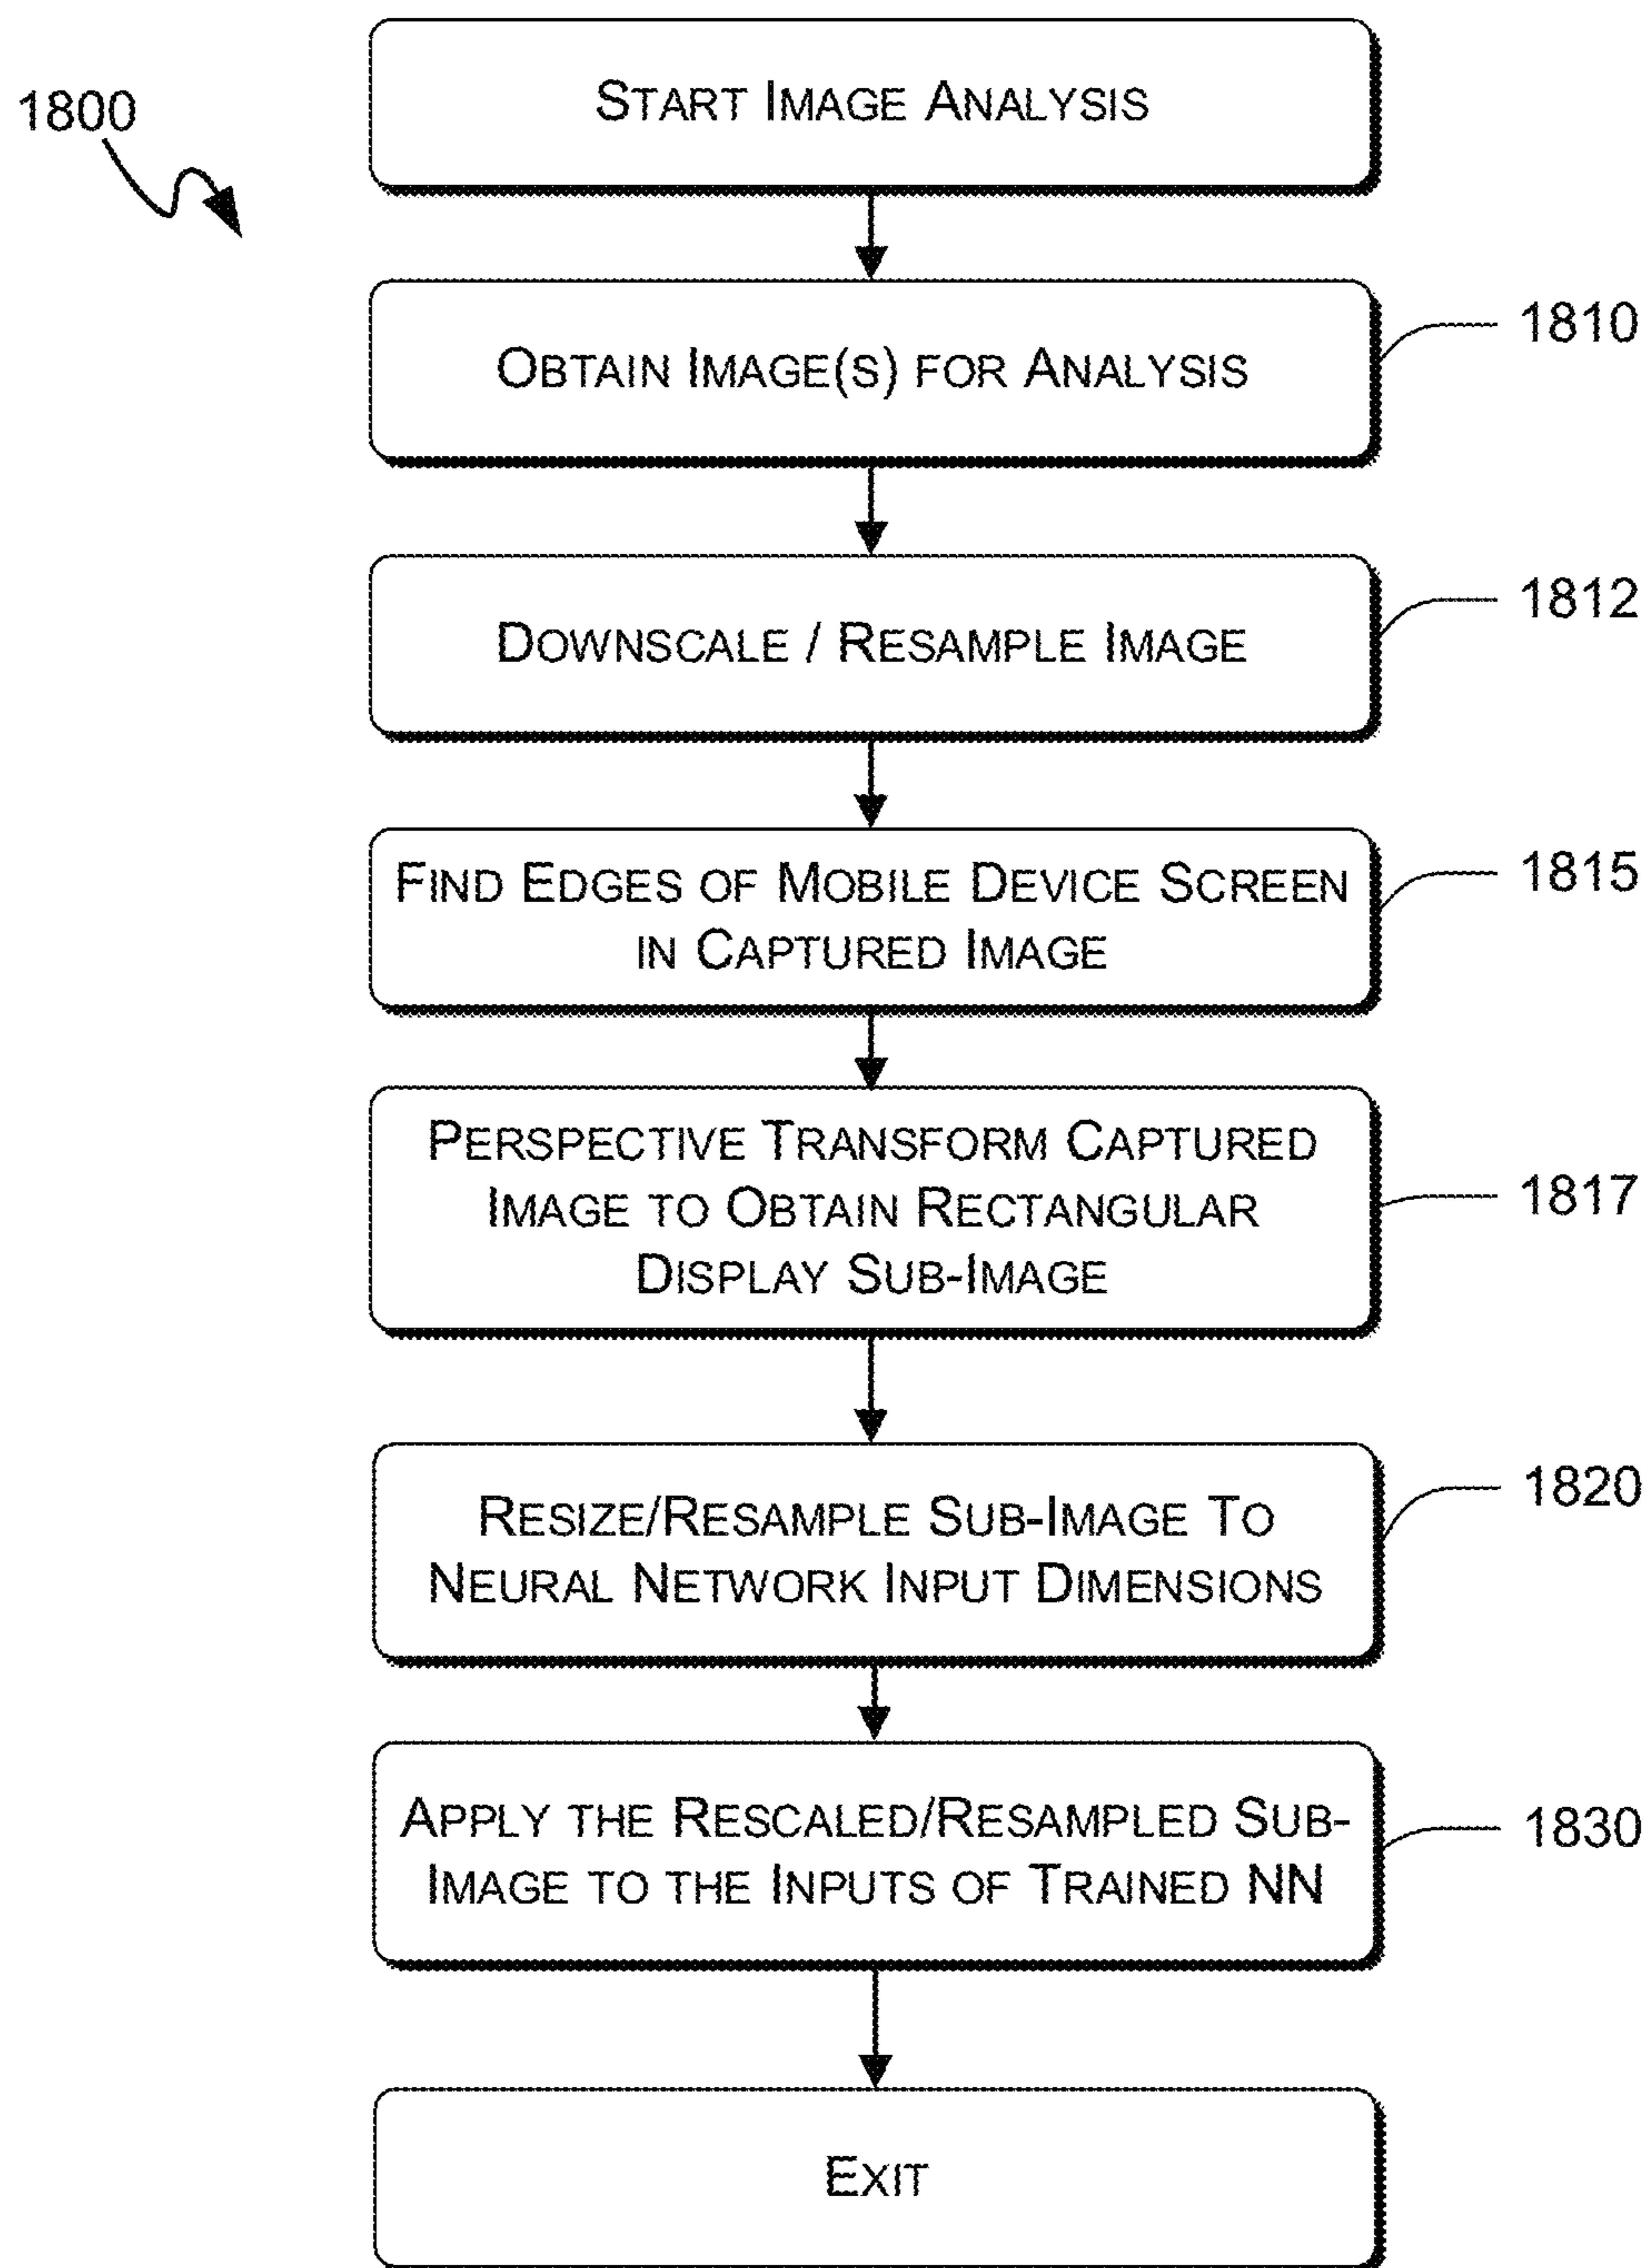 1800
START IMAGE ANALYSIS
OBTAIN IMAGE(S) FOR ANALYSIS
1810
DOWNSCALE / RESAMPLE IMAGE
1812
FIND EDGES OF MOBILE DEVICE SCREEN
IN CAPTURED IMAGE
1815
PERSPECTIVE TRANSFORM CAPTURED
IMAGE TO OBTAIN RECTANGULAR
DISPLAY SUB-IMAGE
1817
RESIZE/RESAMPLE SUB-IMAGE TO
NEURAL NETWORK INPUT DIMENSIONS
1820
APPLY THE RESCALED/RESAMPLED SUB-
IMAGE TO THE INPUTS OF TRAINED NN
1830
EXIT